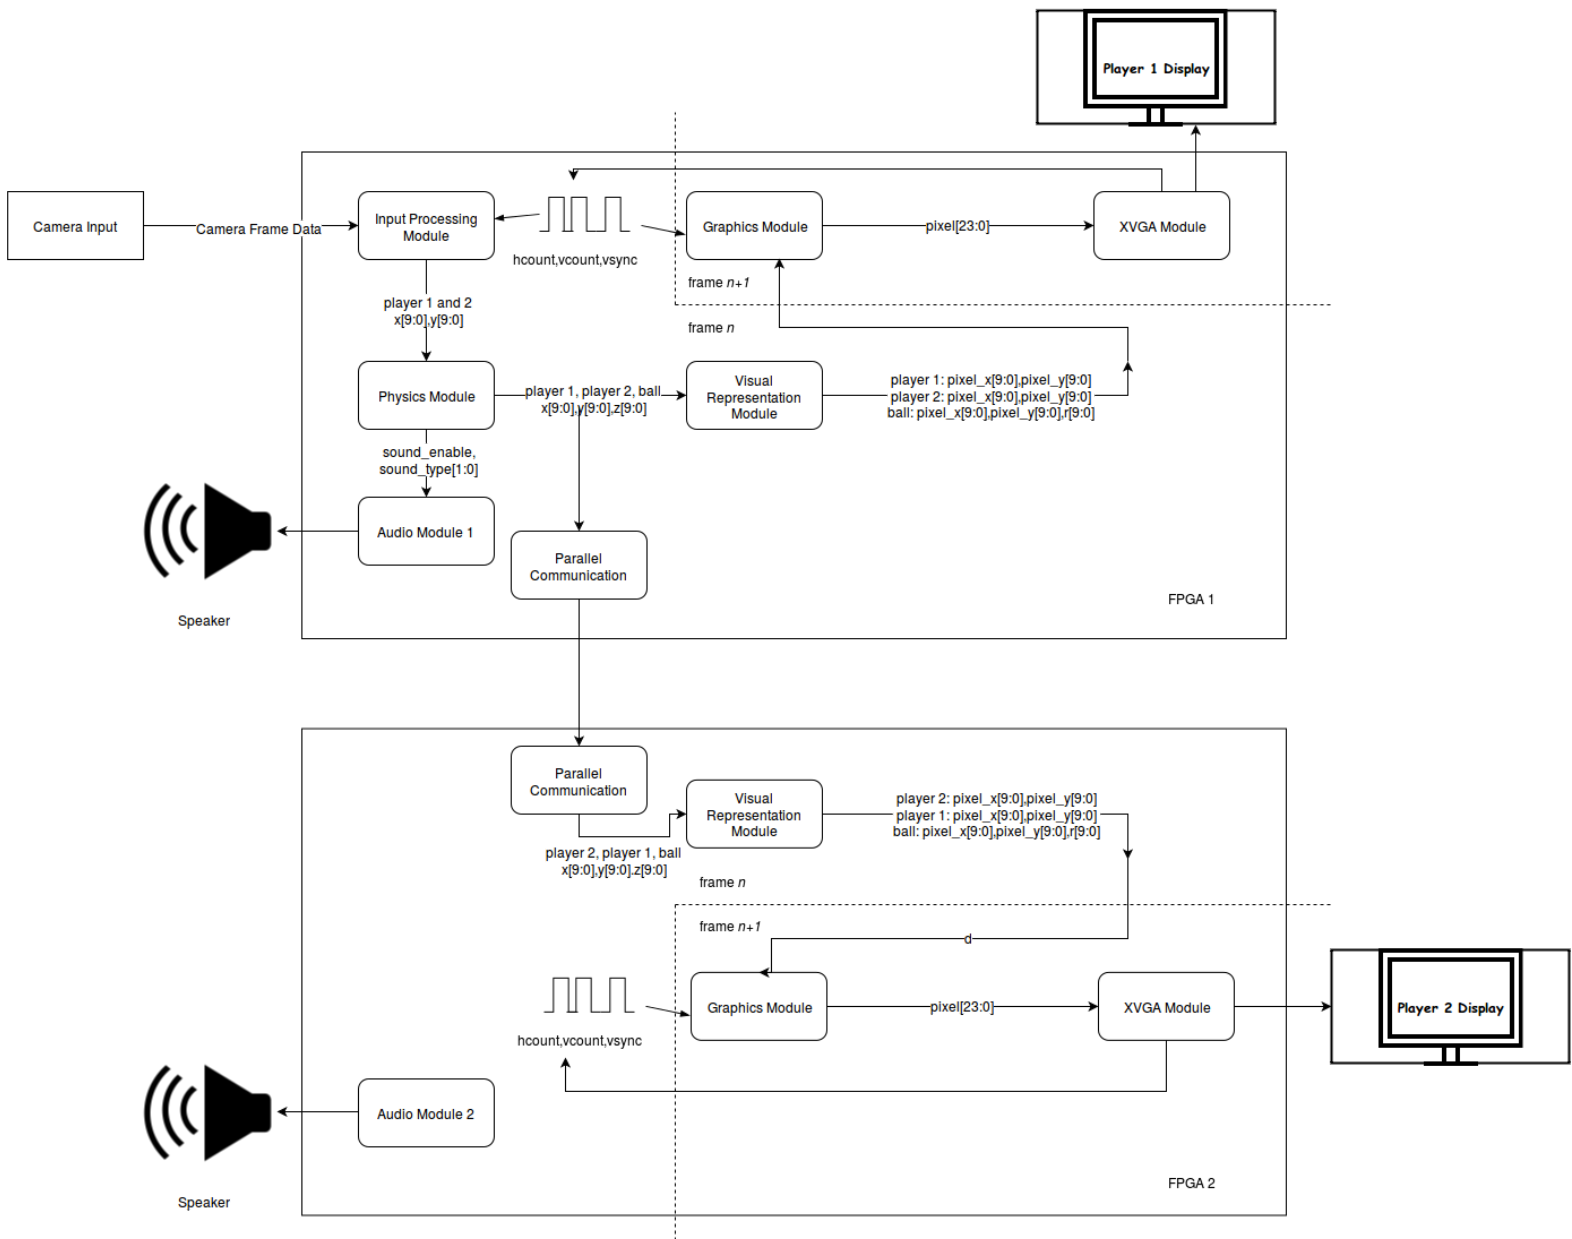 Player 1 Display
Camera Input
Camera Frame Data
Input Processing
Module
hcount,vcount,vsync
Graphics Module
pixel[23:0]
XVGA Module
frame n+1
player 1 and 2
x[9:0],y[9:0]
frame n
Physics Module
player 1, player 2, ball
x[9:0],y[9:0],z[9:0]
Visual
Representation
Module
player 1: pixel_x[9:0],pixel_y[9:0]
player 2: pixel_x[9:0],pixel_y[9:0]
ball: pixel_x[9:0],pixel_y[9:0],r[9:0]
sound_enable,
sound_type[1:0]
Audio Module 1
Parallel
Communication
Speaker
FPGA 1
Parallel
Communication
Visual
Representation
Module
player 2: pixel_x[9:0],pixel_y[9:0]
player 1: pixel_x[9:0],pixel_y[9:0]
ball: pixel_x[9:0],pixel_y[9:0],r[9:0]
player 2, player 1, ball
x[9:0],y[9:0].z[9:0]
frame n
frame n+1
d
hcount,vcount,vsync
Graphics Module
pixel[23:0]
XVGA Module
Player 2 Display
Audio Module 2
Speaker
FPGA 2